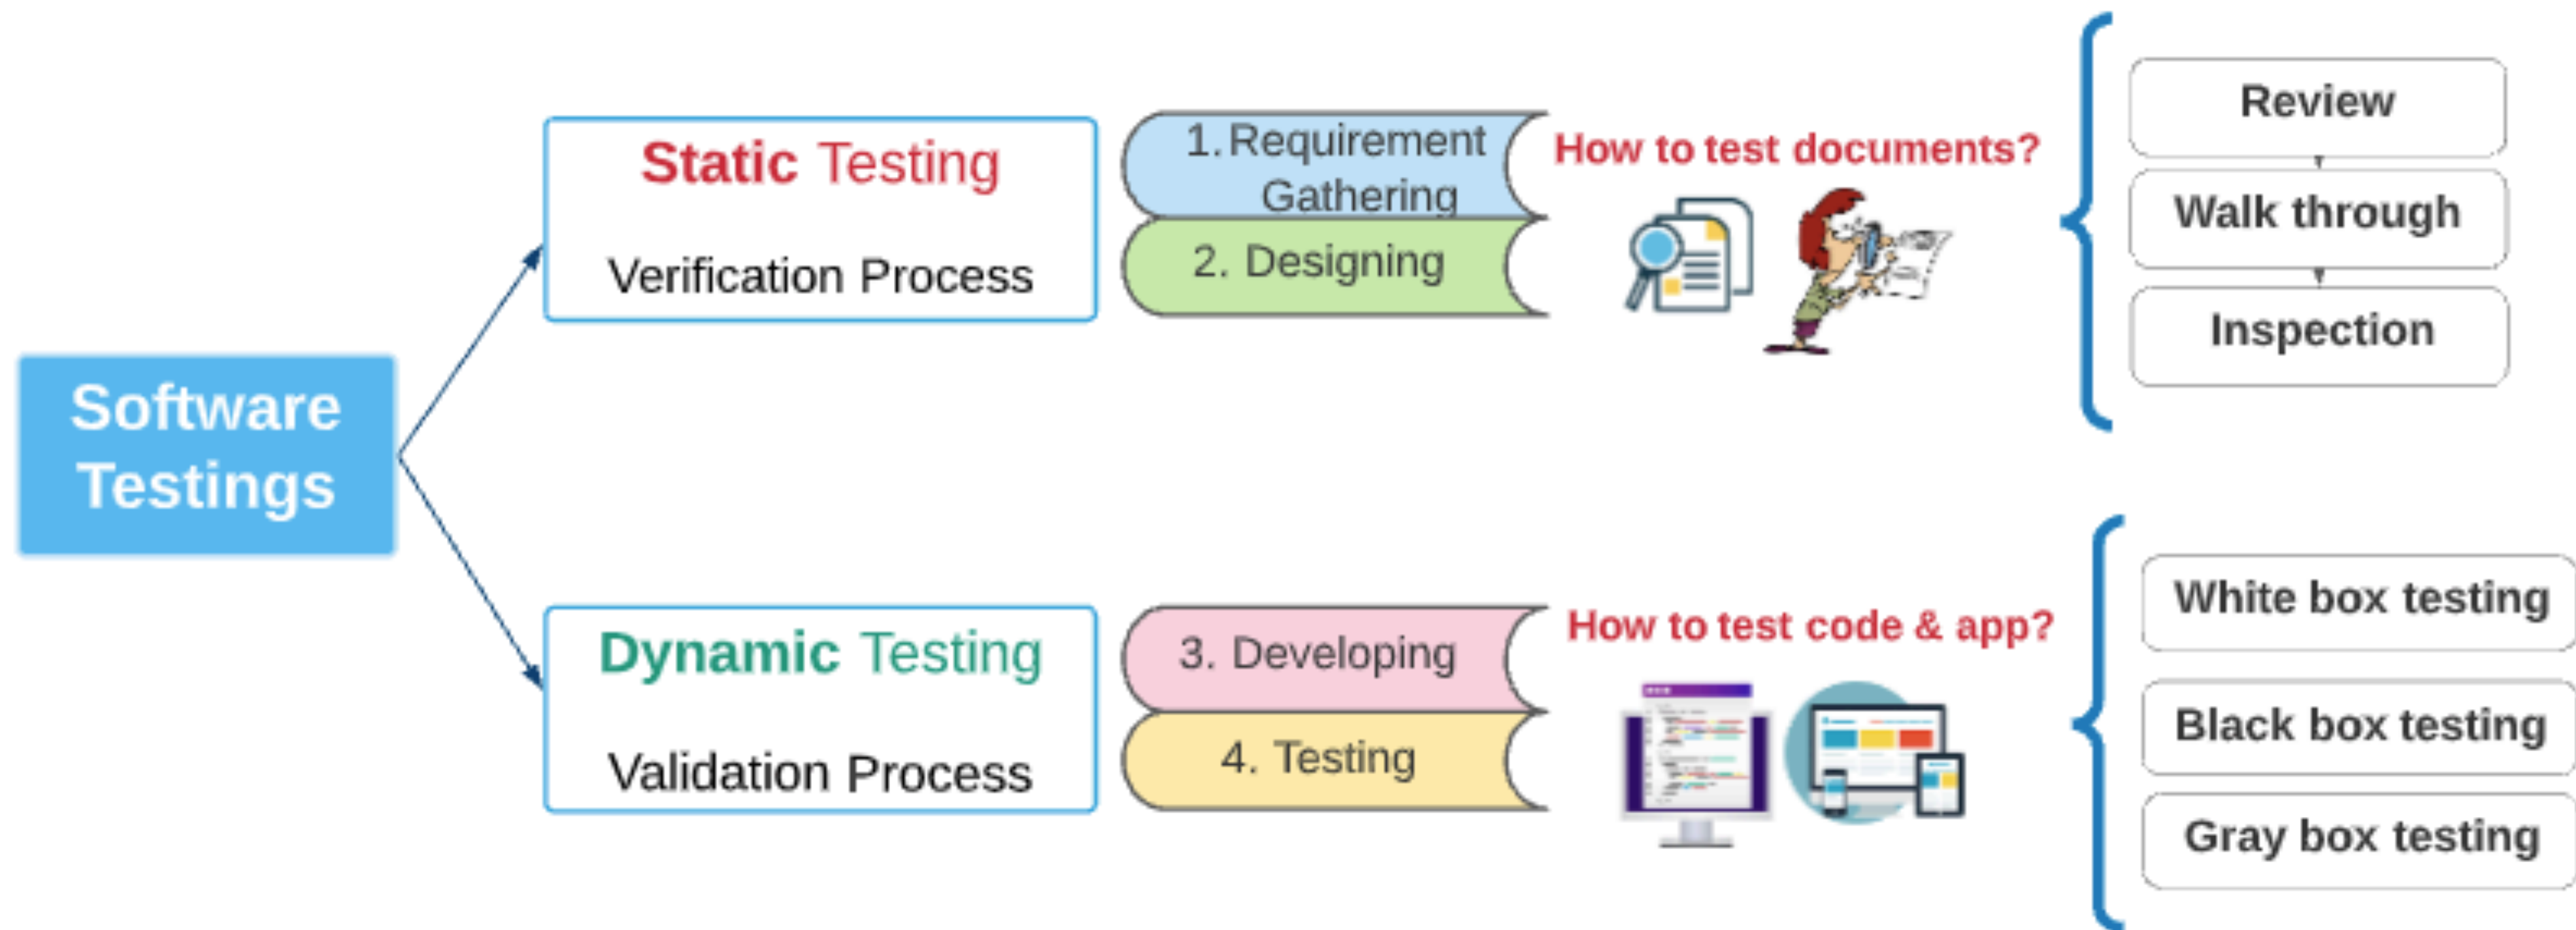 Software
Testings
Static Testing
Verification Process
1. Requirement
Gathering
2. Designing
How to test documents?
Review
Walk through
Inspection
Dynamic Testing
Validation Process
3. Developing
4. Testing
How to test code & app?
White box testing
Black box testing
Gray box testing